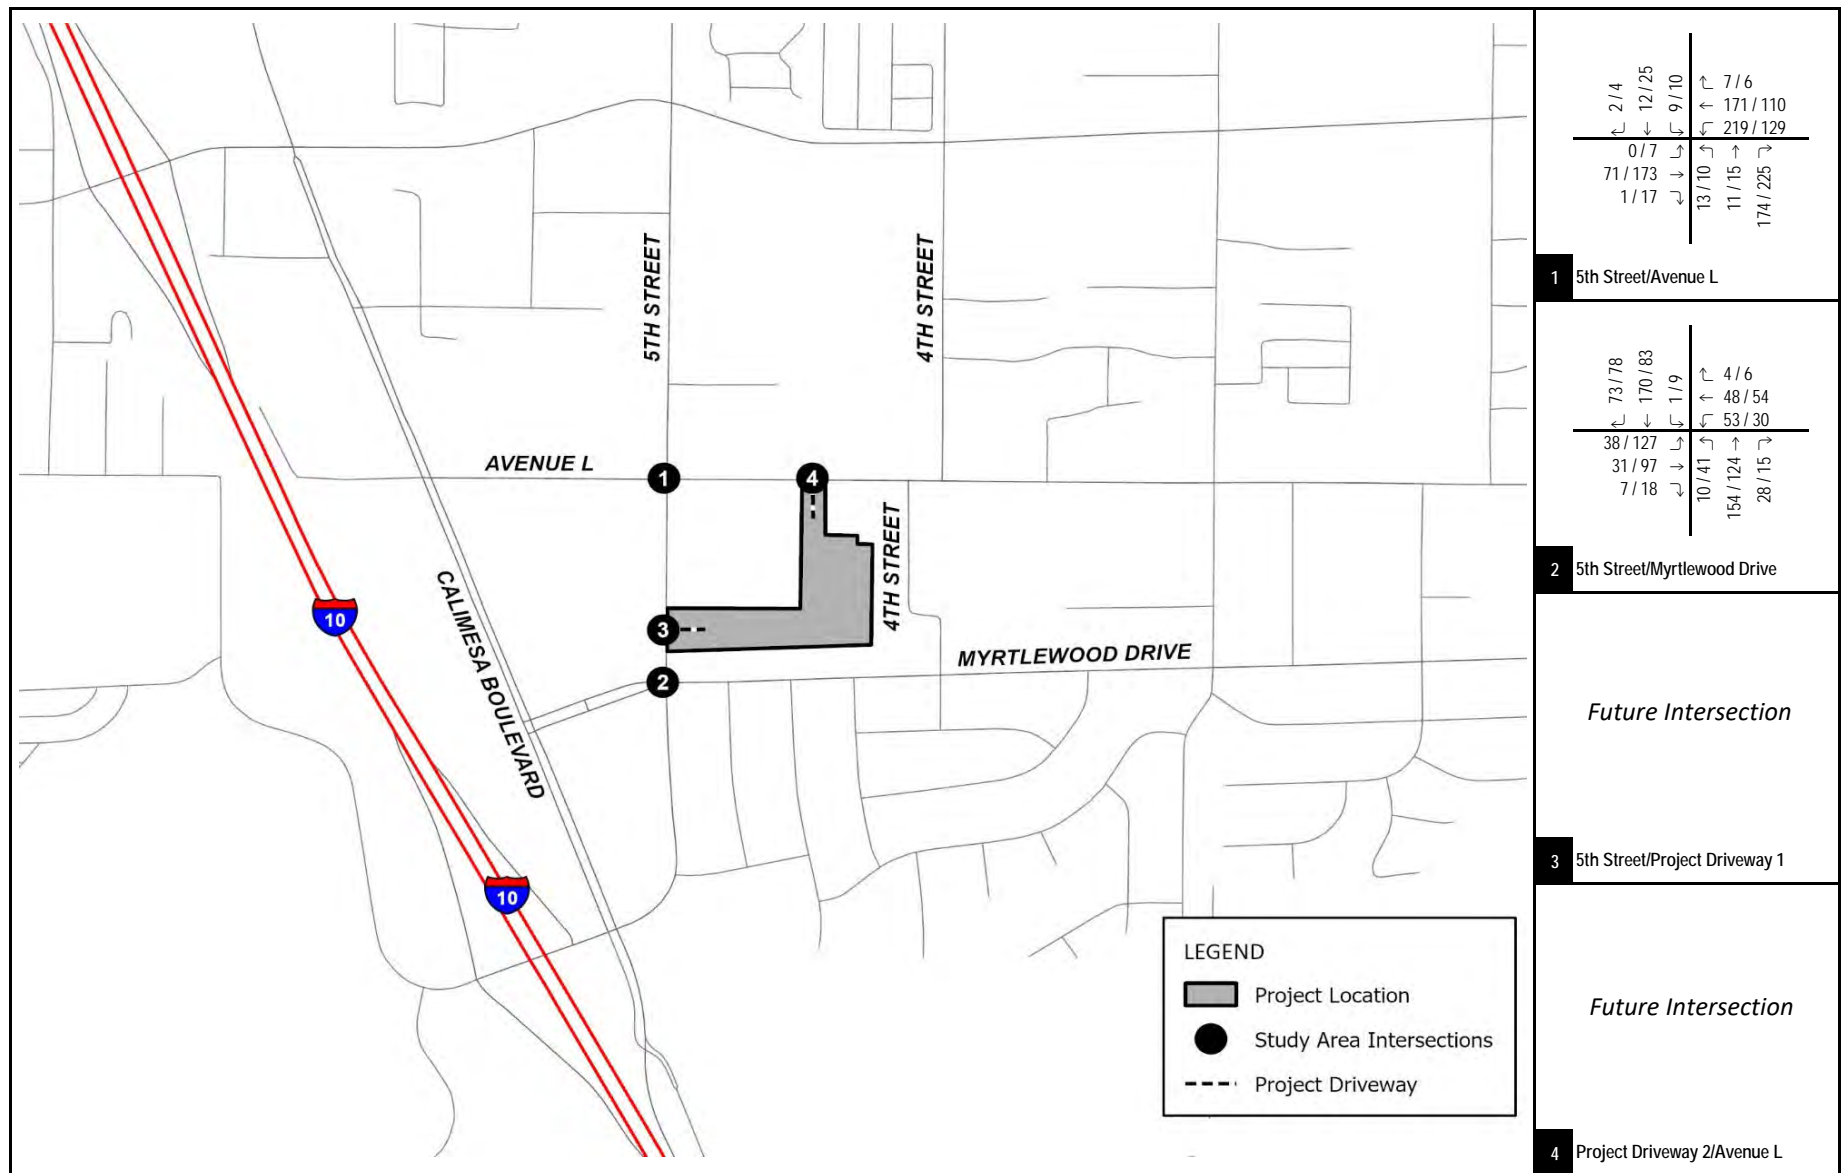 5TH STREET
4TH STREET
AVENUE L
1
4
4TH STREET
10
CALIMESA BOULEVARD
3
MYRTLEWOOD DRIVE
2
10
LEGEND
Project Location
Study Area Intersections
Project Driveway
2 / 4
12 / 25
9 / 10
7 / 6
171 / 110
219 / 129
0 / 7
71 / 173
1 / 17
13 / 10
11 / 15
174 / 225
1 5th Street/Avenue L
73 / 78
170 / 83
1 / 9
4 / 6
48 / 54
53 / 30
38 / 127
31 / 97
7 / 18
10 / 41
154 / 124
28 / 15
2 5th Street/Myrtlewood Drive
Future Intersection
3 5th Street/Project Driveway 1
Future Intersection
4 Project Driveway 2/Avenue L